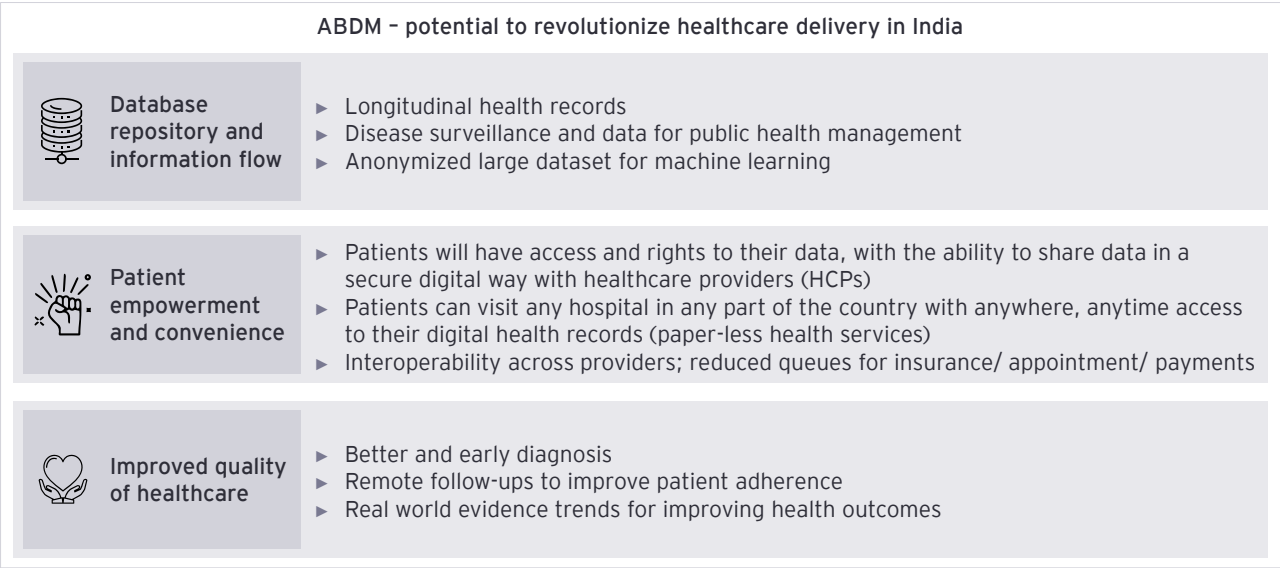 ABDM – potential to revolutionize healthcare delivery in India
Database
repository and
information flow
► Longitudinal health records
► Disease surveillance and data for public health management
► Anonymized large dataset for machine learning
Patient
empowerment
and convenience
► Patients will have access and rights to their data, with the ability to share data in a
secure digital way with healthcare providers (HCPs)
► Patients can visit any hospital in any part of the country with anywhere, anytime access
to their digital health records (paper-less health services)
► Interoperability across providers; reduced queues for insurance/ appointment/ payments
Improved quality
of healthcare
► Better and early diagnosis
► Remote follow-ups to improve patient adherence
► Real world evidence trends for improving health outcomes